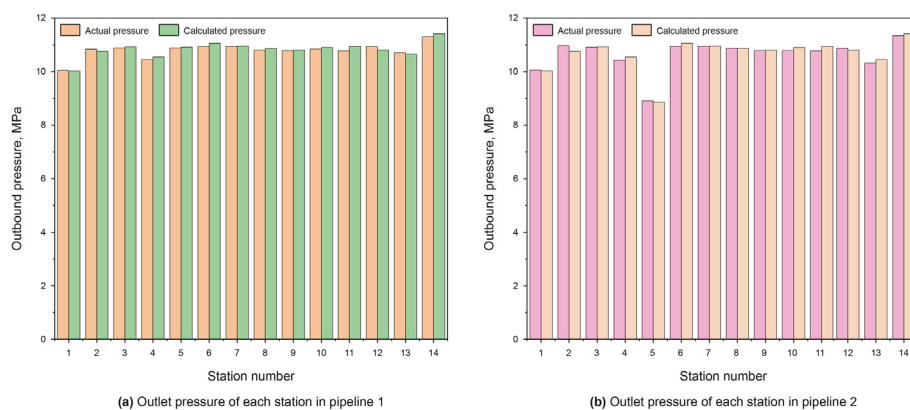 Actual pressure
Calculated pressure
Outbound pressure, MPa
12
10
8
6
4
2
0
1 2 3 4 5 6 7 8 9 10 11 12 13 14
Station number
(a) Outlet pressure of each station in pipeline 1
Actual pressure
Calculated pressure
Outbound pressure, MPa
12
10
8
6
4
2
0
1 2 3 4 5 6 7 8 9 10 11 12 13 14
Station number
(b) Outlet pressure of each station in pipeline 2